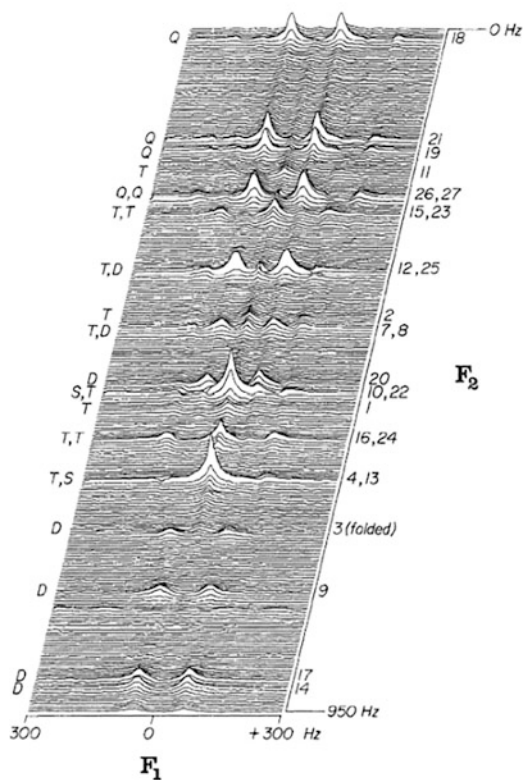 0 Hz
Q 18
Q 21
Q 19
T 11
Q,Q 26,27
T,T 15,23
T,D 12,25
T 2
T,D 7,8
F₂
D 20
S,T 10,22
T 1
T,T 16,24
T,S 4,13
D 3 (folded)
D 9
D 17
D 14
950 Hz
300 0 +300 Hz
F₁